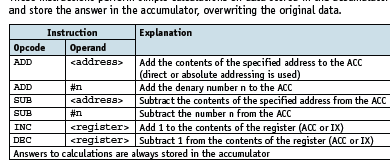 and store the answer in the accumulator, overwriting the original data.
Instruction Explanation
Opcode Operand
ADD <address> Add the contents of the specified address to the ACC
(direct or absolute addressing is used)
ADD #n Add the denary number n to the ACC
SUB <address> Subtract the contents of the specified address from the ACC
SUB #n Subtract the number n from the ACC
INC <register> Add 1 to the contents of the register (ACC or IX)
DEC <register> Subtract 1 from the contents of the register (ACC or IX)
Answers to calculations are always stored in the accumulator